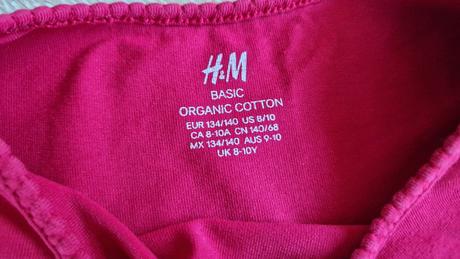 H&M
BASIC
ORGANIC COTTON
EUR 134/140 US 8/10
CA 8-10A CN 140/68
MX 134/140 AUS 9-10
UK 8-10Y